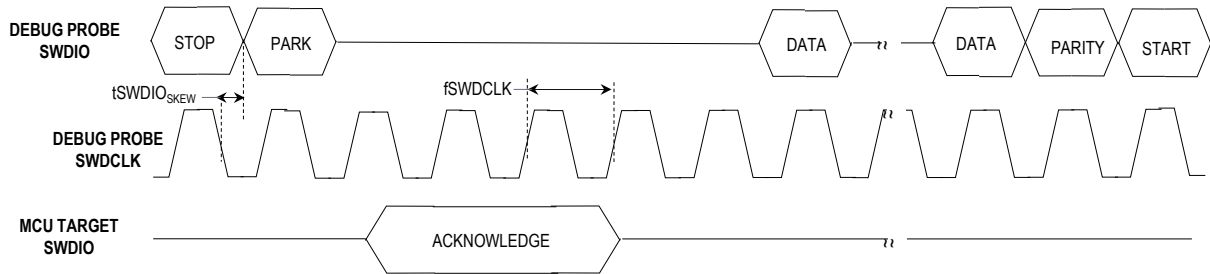 DEBUG PROBE
SWDIO
STOP PARK DATA DATA PARITY START
tSWDIOSKEW
fSWDCLK
DEBUG PROBE
SWDCLK
MCU TARGET
SWDIO
ACKNOWLEDGE